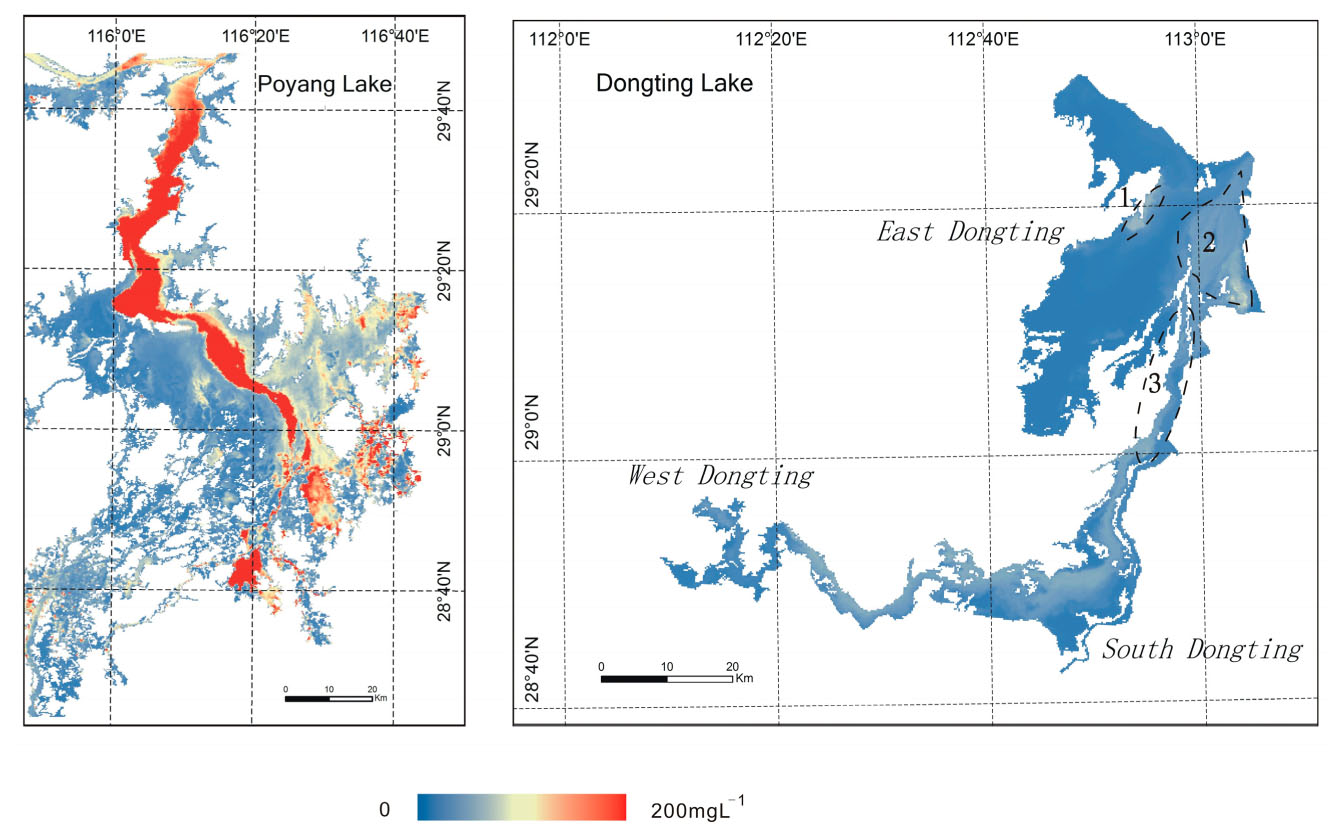 116°0'E 116°20'E 116°40'E
Poyang Lake
29°40'N
29°20'N
29°0'N
28°40'N
0 10 20
Km
112°0'E 112°20'E 112°40'E 113°0'E
Dongting Lake
29°20'N
29°0'N
28°40'N
1
2
3
East Dongting
West Dongting
South Dongting
0 10 20
Km
0 200mgL⁻¹